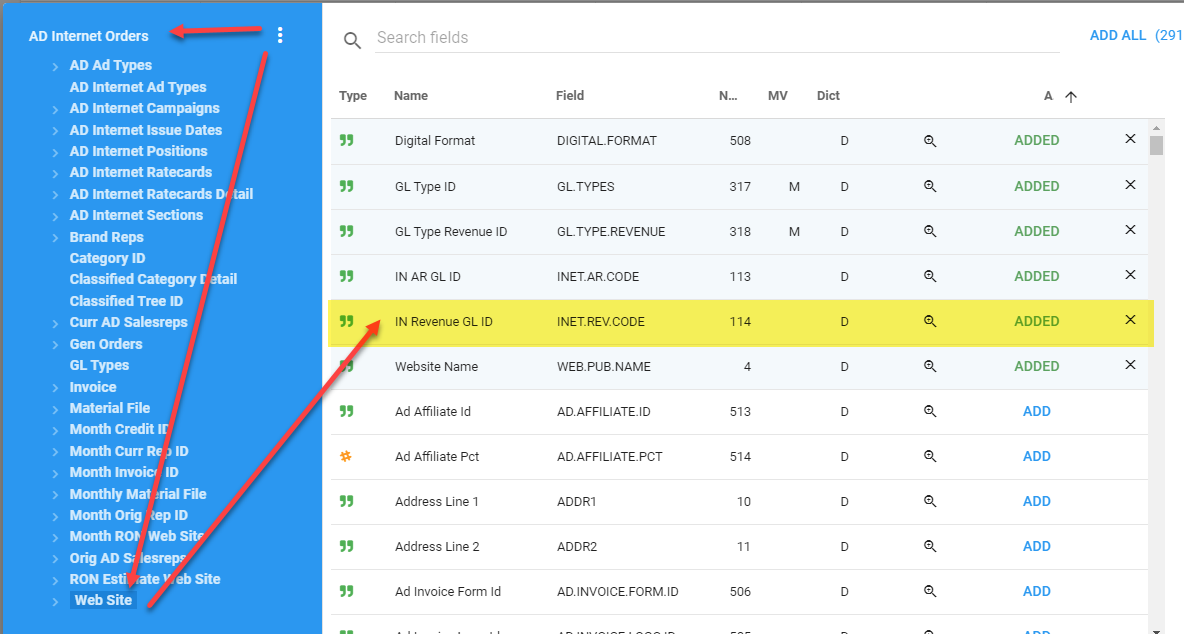 AD Internet Orders
AD Ad Types
AD Internet Ad Types
AD Internet Campaigns
AD Internet Issue Dates
AD Internet Positions
AD Internet Ratecards
AD Internet Ratecards Detail
AD Internet Sections
Brand Reps
Category ID
Classified Category Detail
Classified Tree ID
Curr AD Salesreps
Gen Orders
GL Types
Invoice
Material File
Month Credit ID
Month Curr Rep ID
Month Invoice ID
Monthly Material File
Month Orig Rep ID
Month RON Web Site
Orig AD Salesreps
RON Estimate Web Site
Web Site
Search fields
ADD ALL (291
Type Name Field N... MV Dict A
Digital Format DIGITAL.FORMAT 508 D ADDED
GL Type ID GL.TYPES 317 M D ADDED
GL Type Revenue ID GL.TYPE.REVENUE 318 M D ADDED
IN AR GL ID INET.AR.CODE 113 D ADDED
IN Revenue GL ID INET.REV.CODE 114 D ADDED
Website Name WEB.PUB.NAME 4 D ADDED
Ad Affiliate Id AD.AFFILIATE.ID 513 D ADD
Ad Affiliate Pct AD.AFFILIATE.PCT 514 D ADD
Address Line 1 ADDR1 10 D ADD
Address Line 2 ADDR2 11 D ADD
Ad Invoice Form Id AD.INVOICE.FORM.ID 506 D ADD